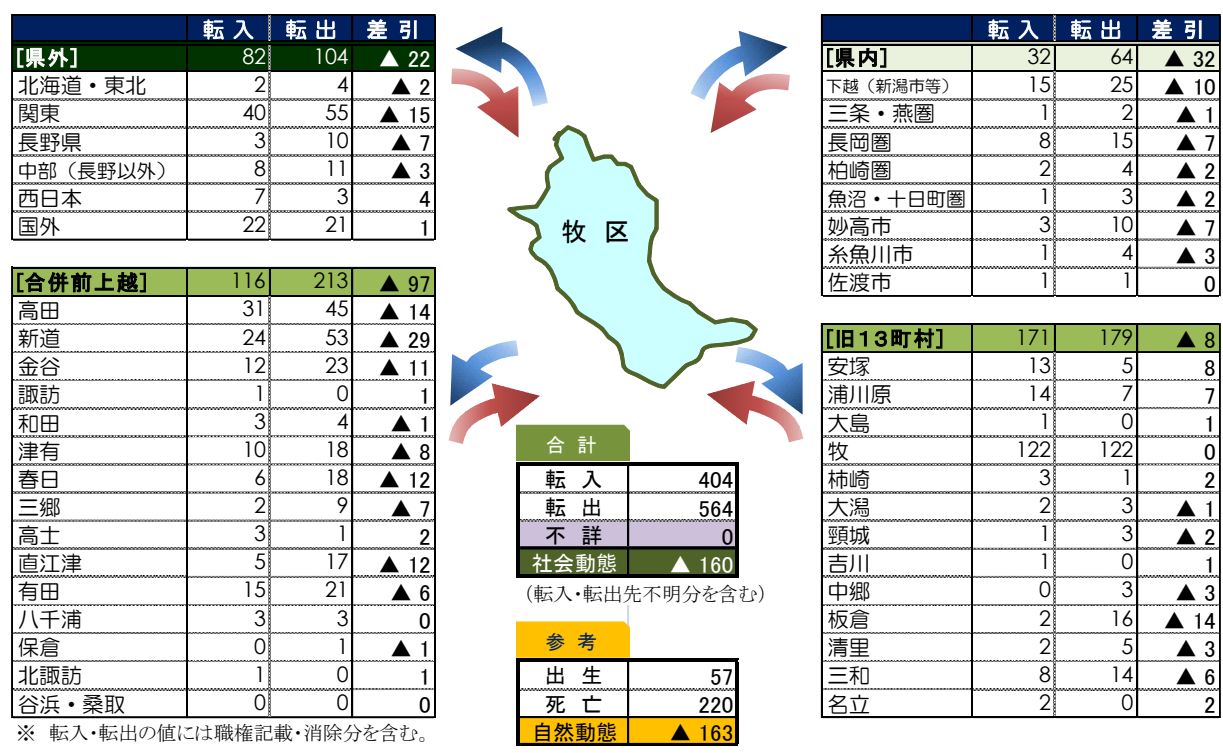 転 入 転 出 差 引
[県外] 82 104 ▲ 22
北海道・東北 2 4 ▲ 2
関東 40 55 ▲ 15
長野県 3 10 ▲ 7
中部（長野以外） 8 11 ▲ 3
西日本 7 3 4
国外 22 21 1
[合併前上越] 116 213 ▲ 97
高田 31 45 ▲ 14
新道 24 53 ▲ 29
金谷 12 23 ▲ 11
諏訪 1 0 1
和田 3 4 ▲ 1
津有 10 18 ▲ 8
春日 6 18 ▲ 12
三郷 2 9 ▲ 7
高士 3 1 2
直江津 5 17 ▲ 12
有田 15 21 ▲ 6
八千浦 3 3 0
保倉 0 1 ▲ 1
北諏訪 1 0 1
谷浜・桑取 0 0 0
※ 転入・転出の値には職権記載・消除分を含む。
牧 区
合 計
転 入 404
転 出 564
不 詳 0
社会動態 ▲ 160
（転入・転出先不明分を含む）
参 考
出 生 57
死 亡 220
自然動態 ▲ 163
転 入 転 出 差 引
[県内] 32 64 ▲ 32
下越（新潟市等） 15 25 ▲ 10
三条・燕圏 1 2 ▲ 1
長岡圏 8 15 ▲ 7
柏崎圏 2 4 ▲ 2
魚沼・十日町圏 1 3 ▲ 2
妙高市 3 10 ▲ 7
糸魚川市 1 4 ▲ 3
佐渡市 1 1 0
[旧13町村] 171 179 ▲ 8
安塚 13 5 8
浦川原 14 7 7
大島 1 0 1
牧 122 122 0
柿崎 3 1 2
大潟 2 3 ▲ 1
頸城 1 3 ▲ 2
吉川 1 0 1
中郷 0 3 ▲ 3
板倉 2 16 ▲ 14
清里 2 5 ▲ 3
三和 8 14 ▲ 6
名立 2 0 2